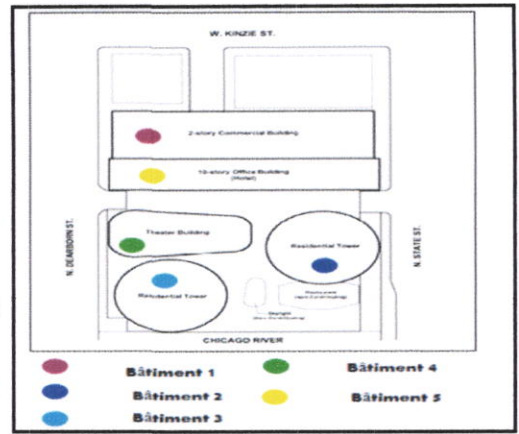 W. KINZIE ST.
2-story Commercial Building
10-story Office Building
(Hotel)
N. DEARBORN ST.
Theater Building
Residential Tower
N. STATE ST.
Residential Tower
CHICAGO RIVER
Bâtiment 1
Bâtiment 4
Bâtiment 2
Bâtiment 5
Bâtiment 3